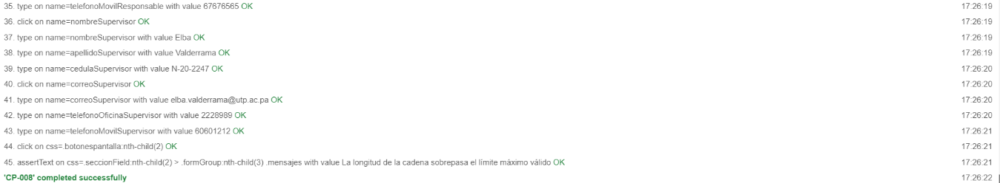 35. type on name=telefonoMovilResponsable with value 67676565 OK 17:26:19
36. click on name=nombreSupervisor OK 17:26:19
37. type on name=nombreSupervisor with value Elba OK 17:26:19
38. type on name=apellidoSupervisor with value Valderrama OK 17:26:19
39. type on name=cedulaSupervisor with value N-20-2247 OK 17:26:20
40. click on name=correoSupervisor OK 17:26:20
41. type on name=correoSupervisor with value elba.valderrama@utp.ac.pa OK 17:26:20
42. type on name=telefonoOficinaSupervisor with value 2228989 OK 17:26:20
43. type on name=telefonoMovilSupervisor with value 60601212 OK 17:26:21
44. click on css=.botonespantalla:nth-child(2) OK 17:26:21
45. assertText on css=.seccionField:nth-child(2) > .formGroup:nth-child(3) .mensajes with value La longitud de la cadena sobrepasa el límite máximo válido OK 17:26:21
'CP-008' completed successfully 17:26:22